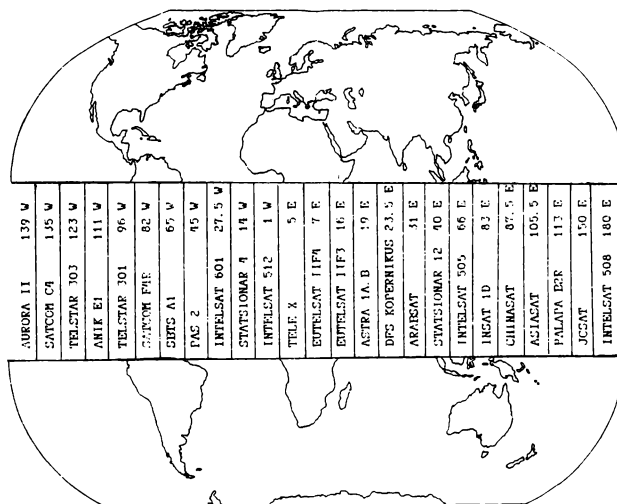 AURORA II 139 W
SATCOM C4 135 W
TELSTAR 303 123 W
ANIK E1 111 W
TELSTAR 301 96 W
SATCOM F4R 82 W
SBTS A1 65 W
PAS 2 45 W
INTELSAT 601 27.5 W
STATSIONAR 4 14 W
INTELSAT 512 1 W
TELE X 5 E
EUTELSAT IIF4 7 E
EUTELSAT IIF3 16 E
ASTRA 1A,B 19 E
DFS KOPERNIKUS 23.5 E
ARABSAT 31 E
STATSIONAR 12 40 E
INTELSAT 505 66 E
INSAT 1D 83 E
CHINASAT 87.5 E
ASIASAT 105.5 E
PALAPA B2R 113 E
JCSAT 150 E
INTELSAT 508 180 E